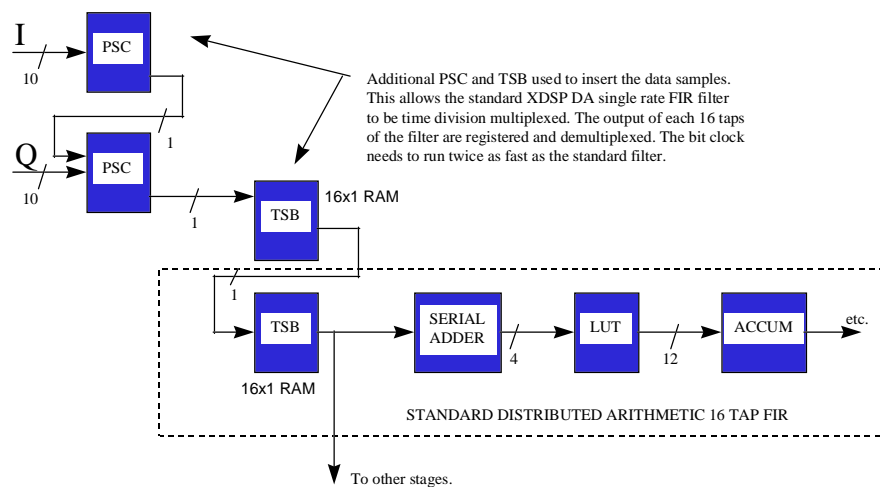 I
10
PSC
1
Q
10
PSC
1
Additional PSC and TSB used to insert the data samples.
This allows the standard XDSP DA single rate FIR filter
to be time division multiplexed. The output of each 16 taps
of the filter are registered and demultiplexed. The bit clock
needs to run twice as fast as the standard filter.
TSB
16x1 RAM
1
TSB
16x1 RAM
SERIAL
ADDER
4
LUT
12
ACCUM
etc.
STANDARD DISTRIBUTED ARITHMETIC 16 TAP FIR
To other stages.